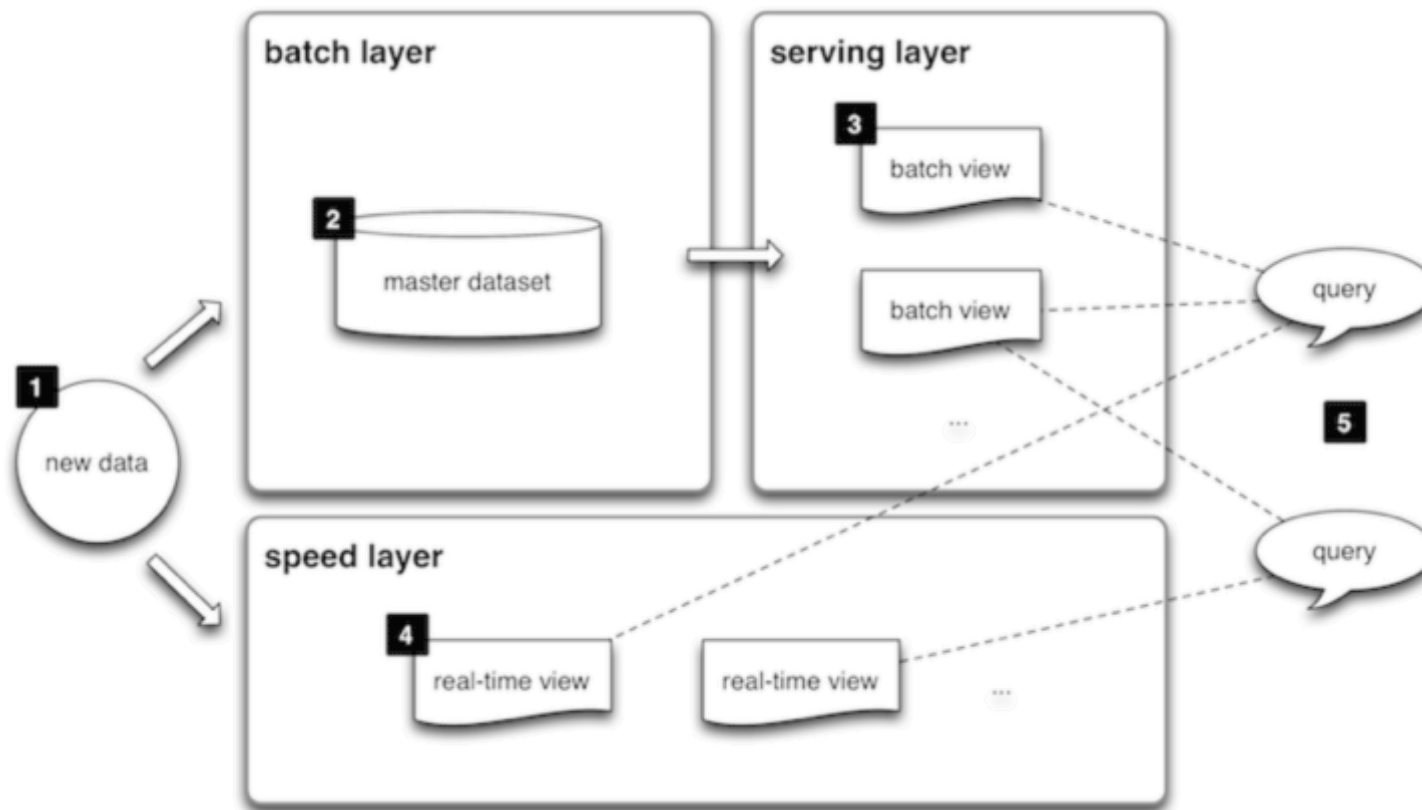 batch layer
serving layer
3
batch view
2
master dataset
batch view
query
1
new data
...
5
speed layer
query
4
real-time view
real-time view
...